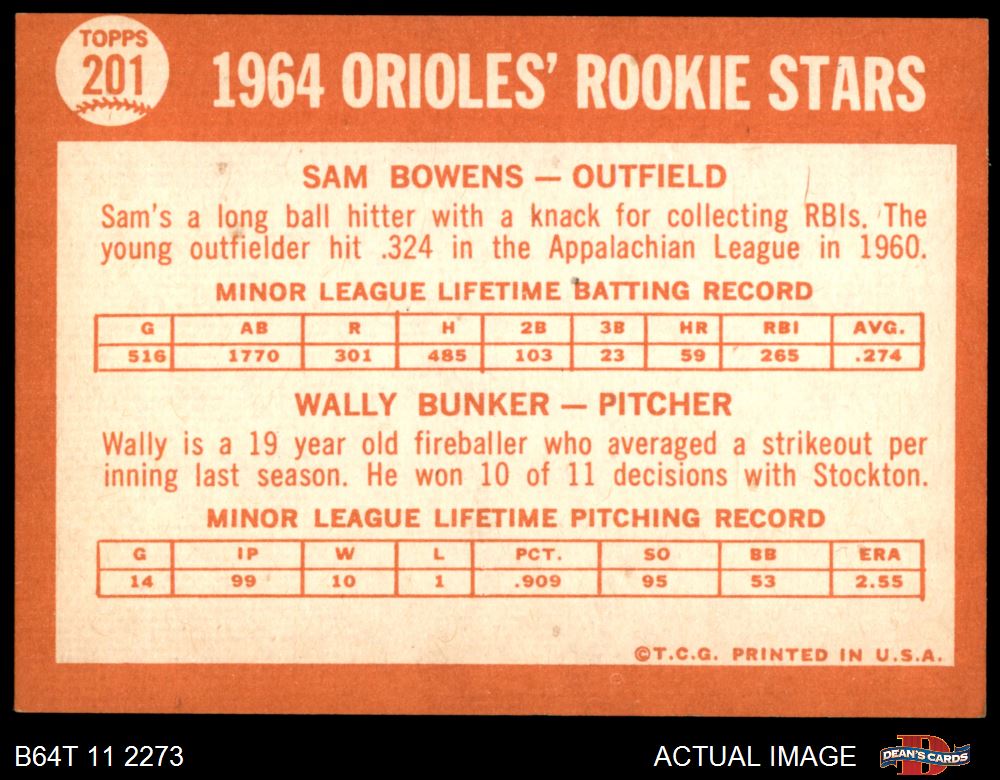 TOPPS
201
1964 ORIOLES' ROOKIE STARS
SAM BOWENS — OUTFIELD
Sam's a long ball hitter with a knack for collecting RBIs. The
young outfielder hit .324 in the Appalachian League in 1960.
MINOR LEAGUE LIFETIME BATTING RECORD
G AB R H 2B 3B HR RBI AVG.
516 1770 301 485 103 23 59 265 .274
WALLY BUNKER — PITCHER
Wally is a 19 year old fireballer who averaged a strikeout per
inning last season. He won 10 of 11 decisions with Stockton.
MINOR LEAGUE LIFETIME PITCHING RECORD
G IP W L PCT. SO BB ERA
14 99 10 1 .909 95 53 2.55
©T.C.G. PRINTED IN U.S.A.
B64T 11 2273
ACTUAL IMAGE
DEAN'S CARDS